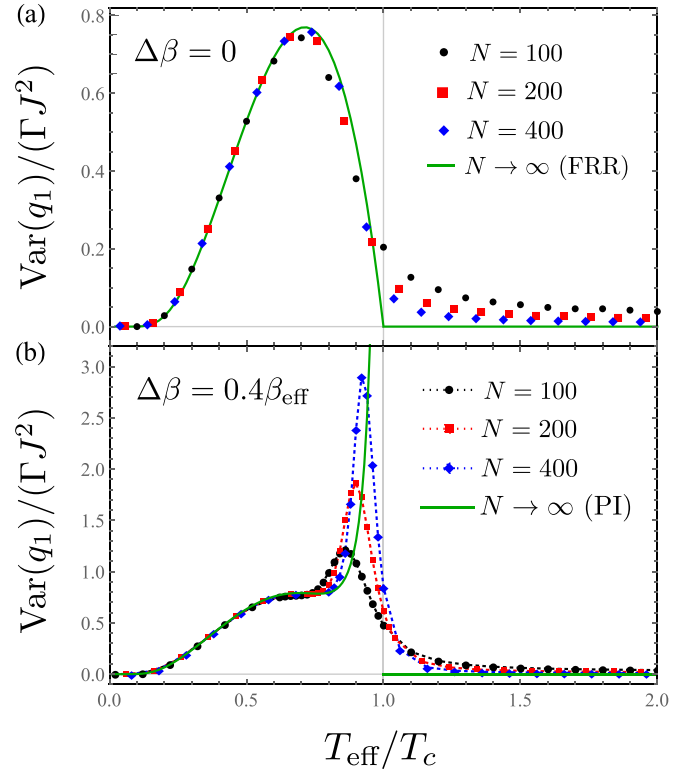 (a)
Var(q₁)/(ΓJ²)
0.8
0.6
0.4
0.2
0.0
Δβ = 0
N = 100
N = 200
N = 400
N → ∞ (FRR)
(b)
Var(q₁)/(ΓJ²)
3.0
2.5
2.0
1.5
1.0
0.5
0.0
Δβ = 0.4β_eff
N = 100
N = 200
N = 400
N → ∞ (PI)
0.0 0.5 1.0 1.5 2.0
T_eff/T_c